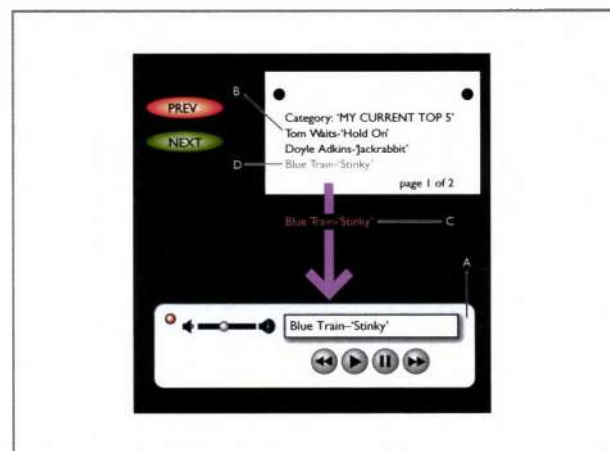 PREV
NEXT
B
D
Category: 'MY CURRENT TOP 5'
Tom Waits-'Hold On'
Doyle Adkins-'Jackrabbit'
Blue Train-'Stinky'
page 1 of 2
Blue Train-'Stinky'
C
A
Blue Train–'Stinky'